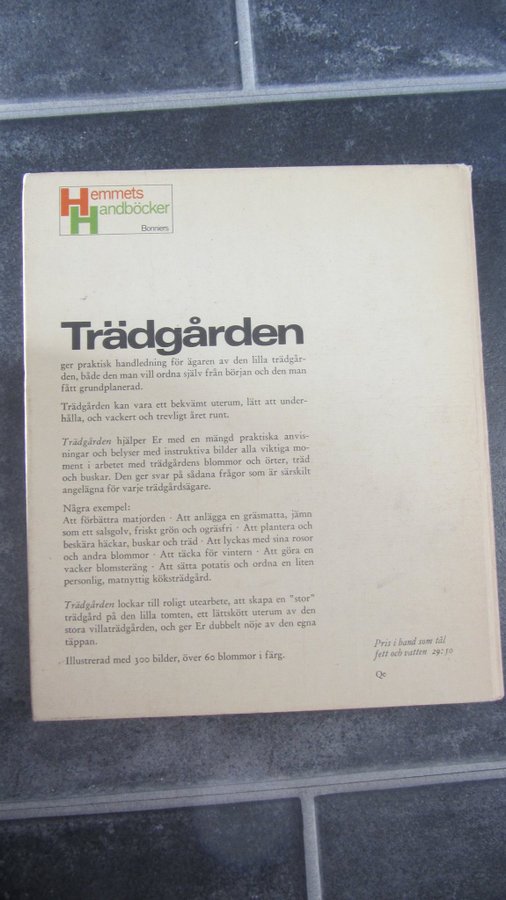 Hemmets
Handböcker
Bonniers
Trädgården
ger praktisk handledning för ägaren av den lilla trädgår-
den, både den man vill ordna själv från början och den man
fått grundplanerad.
Trädgården kan vara ett bekvämt uterum, lätt att under-
hålla, och vackert och trevligt året runt.
Trädgården hjälper Er med en mängd praktiska anvis-
ningar och belyser med instruktiva bilder alla viktiga mo-
ment i arbetet med trädgårdens blommor och örter, träd
och buskar. Den ger svar på sådana frågor som är särskilt
angelägna för varje trädgårdsägare.
Några exempel:
Att förbättra matjorden · Att anlägga en gräsmatta, jämn
som ett salsgolv, friskt grön och ogräsfri · Att plantera och
beskära häckar, buskar och träd · Att lyckas med sina rosor
och andra blommor · Att täcka för vintern · Att göra en
vacker blomsteräng · Att sätta potatis och ordna en liten
personlig, matnyttig köksträdgård.
Trädgården lockar till roligt utearbete, att skapa en "stor"
trädgård på den lilla tomten, ett lättskött uterum av den
stora villaträdgården, och ger Er dubbelt nöje av den egna
täppan.
Illustrerad med 300 bilder, över 60 blommor i färg.
Pris i band som tål
fett och vatten 29:50
Qe